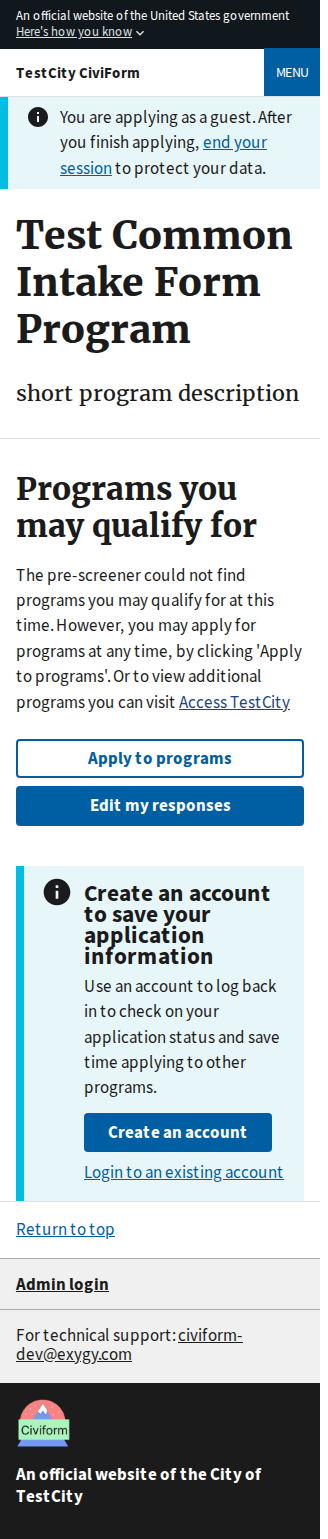 An official website of the United States government
Here's how you know
TestCity CiviForm
MENU
You are applying as a guest. After
you finish applying, end your
session to protect your data.
Test Common
Intake Form
Program
short program description
Programs you
may qualify for
The pre-screener could not find
programs you may qualify for at this
time. However, you may apply for
programs at any time, by clicking 'Apply
to programs'. Or to view additional
programs you can visit Access TestCity
Apply to programs
Edit my responses
Create an account
to save your
application
information
Use an account to log back
in to check on your
application status and save
time applying to other
programs.
Create an account
Login to an existing account
Return to top
Admin login
For technical support: civiform-
dev@exygy.com
Civiform
An official website of the City of
TestCity